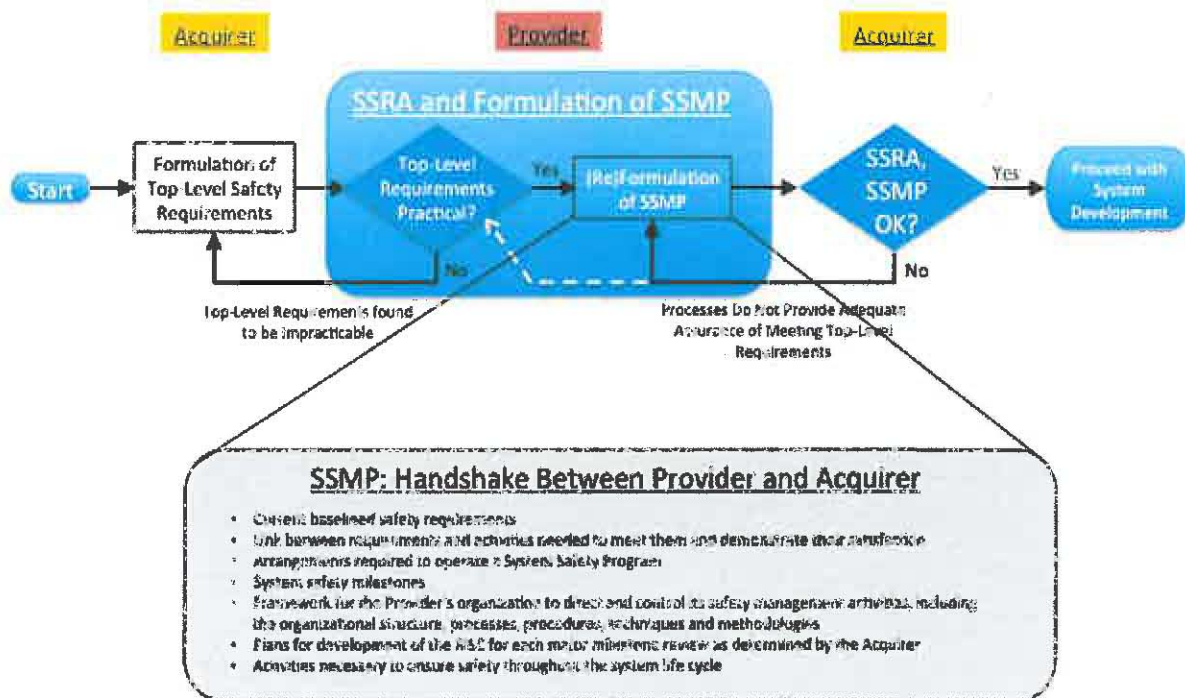 Acquirer
Provider
Acquirer
SSRA and Formulation of SSMP
Start
Formulation of
Top-Level Safety
Requirements
Top-Level
Requirements
Practical?
Yes
(Re)Formulation
of SSMP
SSRA,
SSMP
OK?
Yes
Proceed with
System
Development
No
No
Top-Level Requirements found
to be Impracticable
Processes Do Not Provide Adequate
Assurance of Meeting Top-Level
Requirements
SSMP: Handshake Between Provider and Acquirer
• Current baselined safety requirements
• Link between requirements and activities needed to meet them and demonstrate their satisfaction
• Arrangements required to operate a System Safety Program
• System safety milestones
• Framework for the Provider's organization to direct and control its safety management activities, including
the organizational structure, processes, procedures, techniques and methodologies
• Plans for development of the RISC for each major milestone review as determined by the Acquirer
• Activities necessary to ensure safety throughout the system life cycle